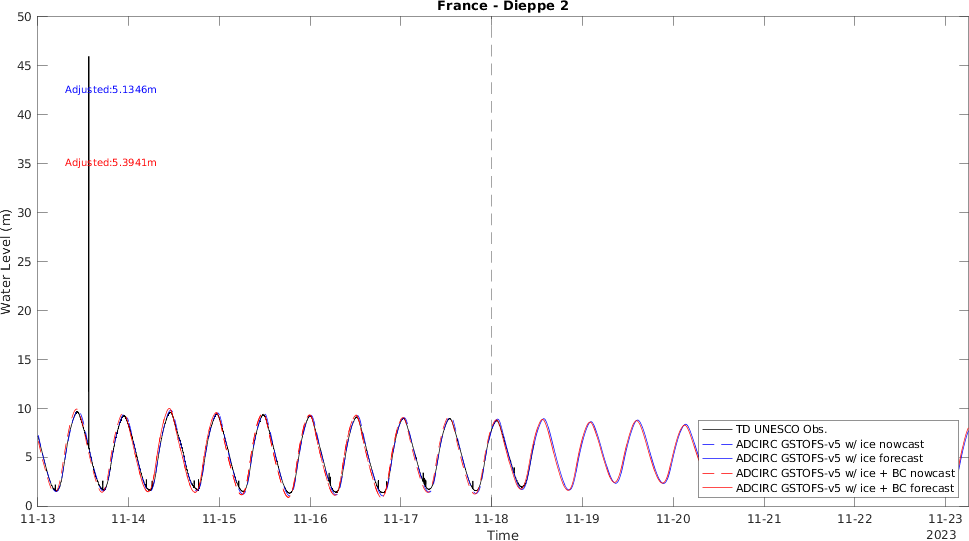 France - Dieppe 2
50
45
40
35
30
25
20
15
10
5
0
Water Level (m)
Adjusted:5.1346m
Adjusted:5.3941m
TD UNESCO Obs.
ADCIRC GSTOFS-v5 w/ ice nowcast
ADCIRC GSTOFS-v5 w/ ice forecast
ADCIRC GSTOFS-v5 w/ ice + BC nowcast
ADCIRC GSTOFS-v5 w/ ice + BC forecast
11-13 11-14 11-15 11-16 11-17 11-18 11-19 11-20 11-21 11-22 11-23
2023
Time